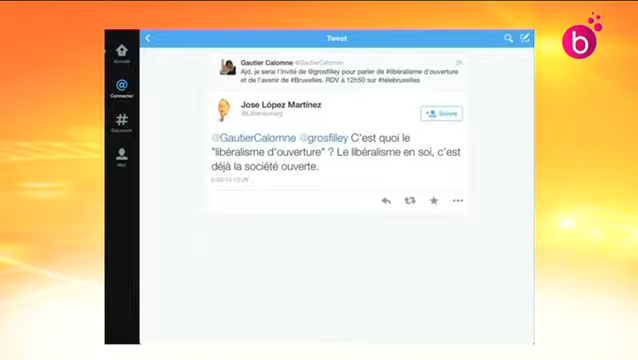 Tweet
Gautier Calomne @GautierCalomne 2h
Ajd, je serai l'invité de @grosfilley pour parler de #libéralisme d'ouverture
et de l'avenir de #Bruxelles. RDV à 12h50 sur #telebruxelles
Jose López Martínez
Suivre
@GautierCalomne @grosfilley C'est quoi le
"libéralisme d'ouverture" ? Le libéralisme en soi, c'est
déjà la société ouverte.
Accueil
Connecter
Découvrir
Moi
b